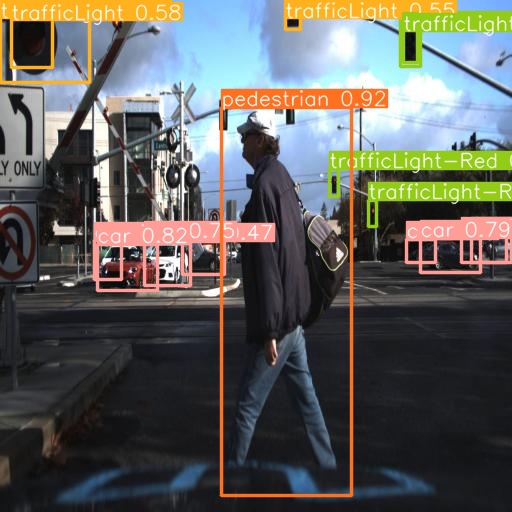 trafficLight 0.58
trafficLight 0.55
trafficLight
pedestrian 0.92
trafficLight-Red
trafficLight-R
LY ONLY
car 0.82
0.75
.47
car 0.79